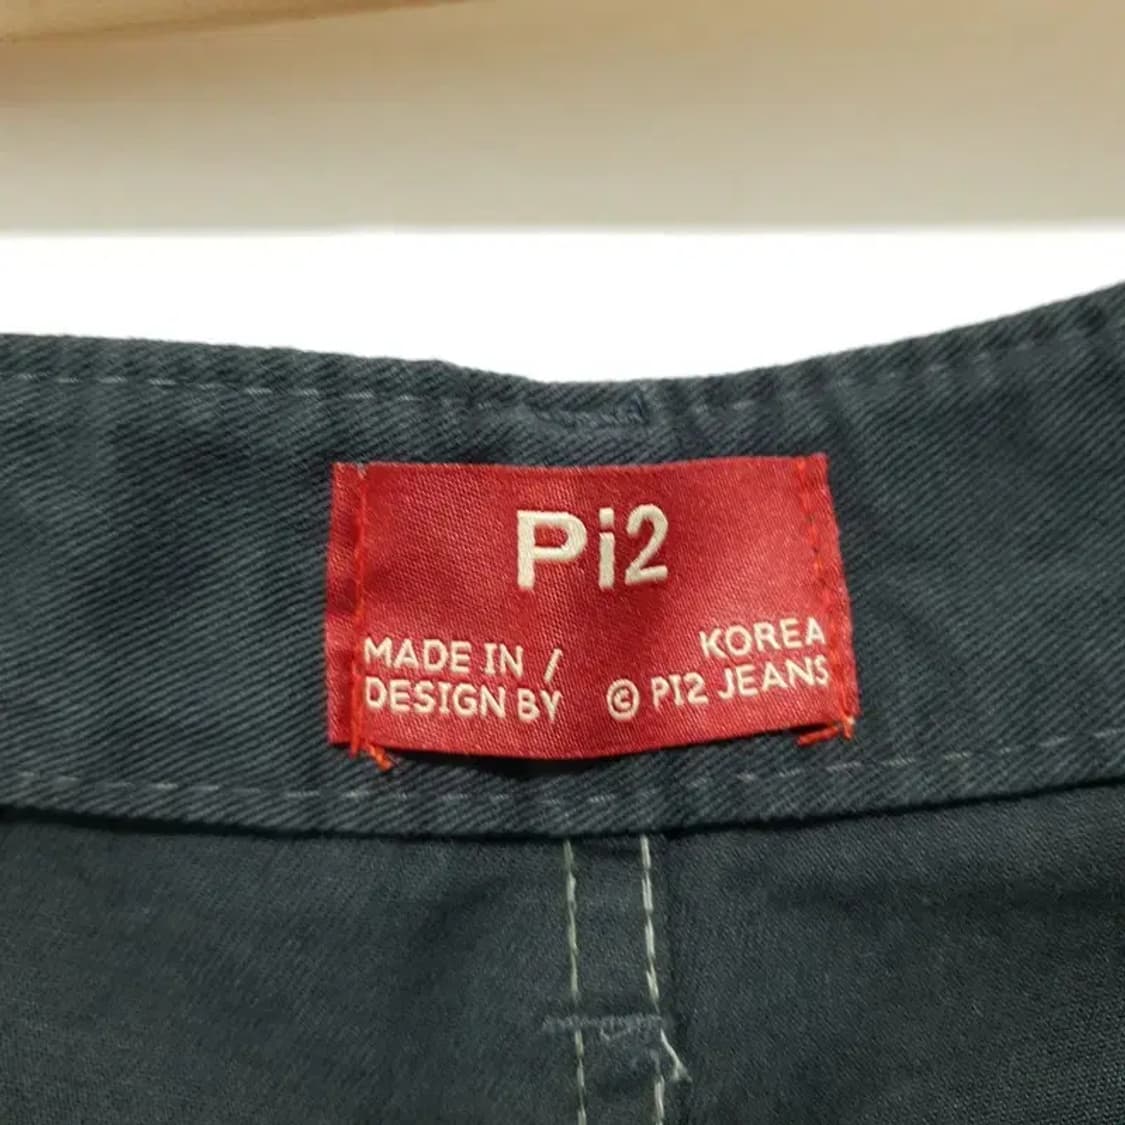 Pi2
MADE IN / KOREA
DESIGN BY © PI2 JEANS